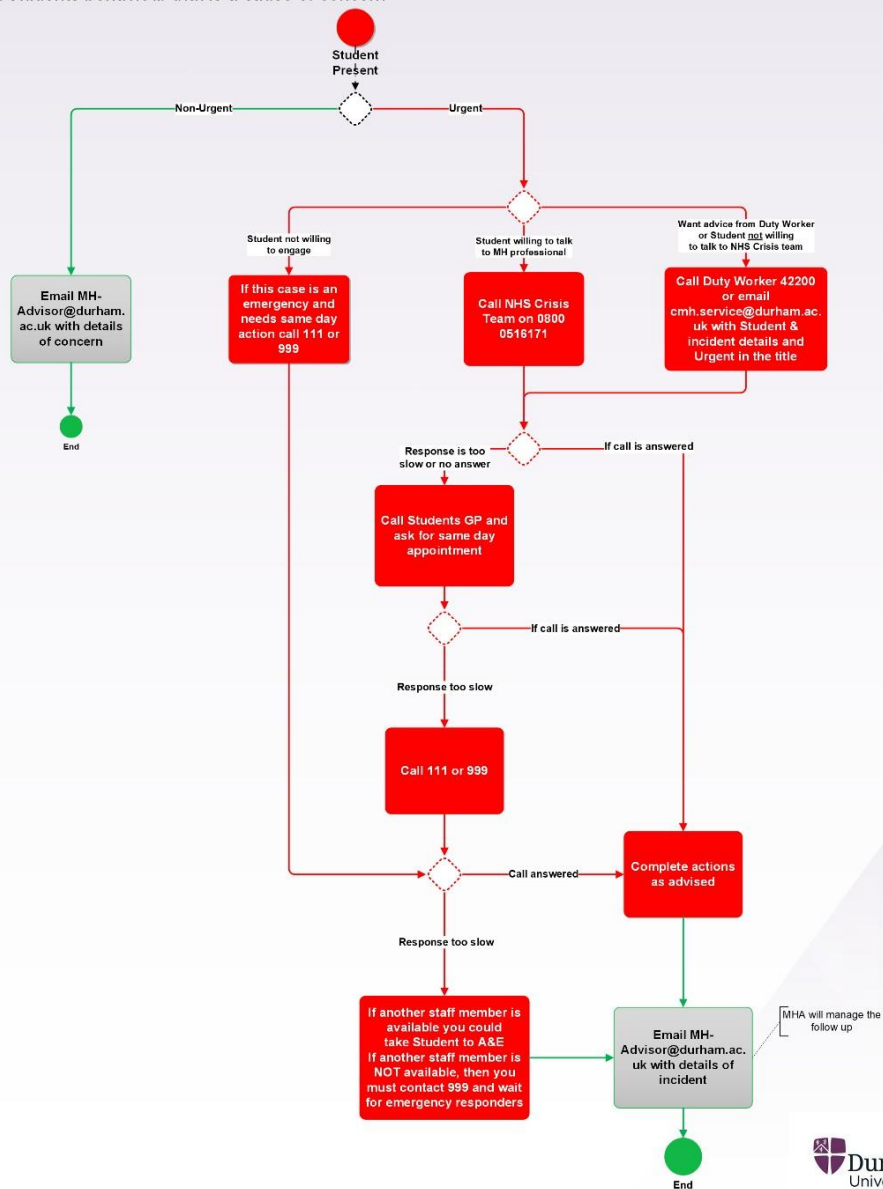 Student
Present
Non-Urgent
Urgent
Student not willing
to engage
Student willing to talk
to MH professional
Want advice from Duty Worker
or Student not willing
to talk to NHS Crisis team
Email MH-
Advisor@durham.
ac.uk with details
of concern
If this case is an
emergency and
needs same day
action call 111 or
999
Call NHS Crisis
Team on 0800
0516171
Call Duty Worker 42200
or email
cmh.service@durham.ac.
uk with Student &
incident details and
Urgent in the title
End
Response is too
slow or no answer
If call is answered
Call Students GP and
ask for same day
appointment
If call is answered
Response too slow
Call 111 or 999
Call answered
Complete actions
as advised
Response too slow
If another staff member is
available you could
take Student to A&E
If another staff member is
NOT available, then you
must contact 999 and wait
for emergency responders
Email MH-
Advisor@durham.ac.
uk with details of
incident
MHA will manage the
follow up
End